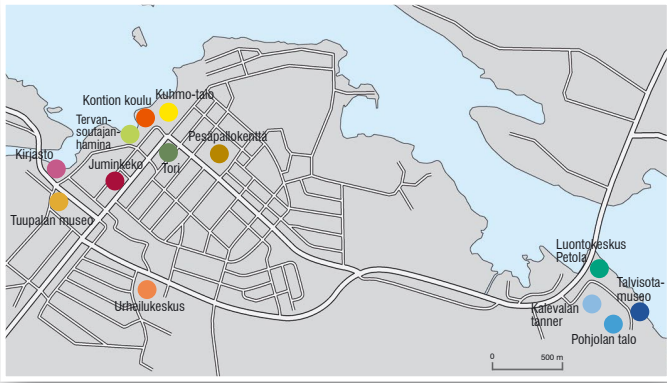 Kontion koulu
Kuhmo-talo
Tervan-
soutajan-
hamina
Pesäpallokenttä
Kirjasto
Juminkeko
Tori
Tuupalan museo
Luontokeskus
Petola
Talvisota-
museo
Urheilukeskus
Kalevalan
tanner
Pohjolan talo
0 500 m